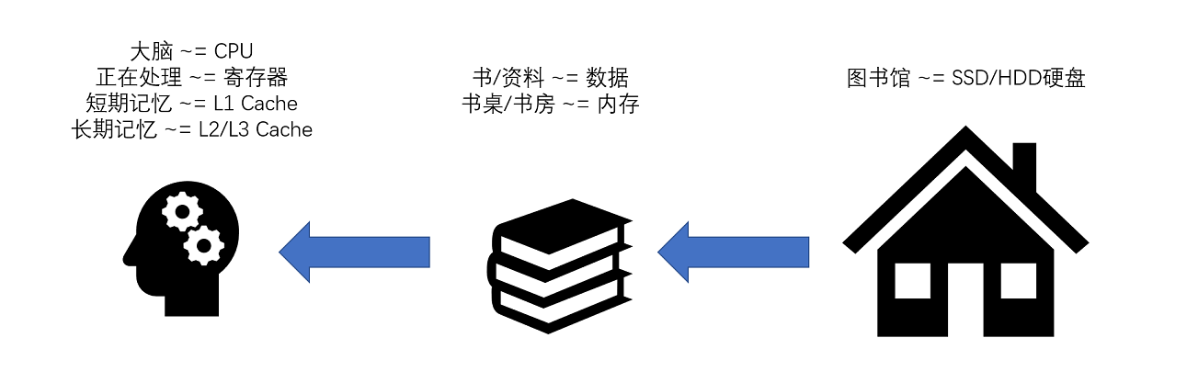 大脑 ~= CPU
正在处理 ~= 寄存器
短期记忆 ~= L1 Cache
长期记忆 ~= L2/L3 Cache
书/资料 ~= 数据
书桌/书房 ~= 内存
图书馆 ~= SSD/HDD硬盘